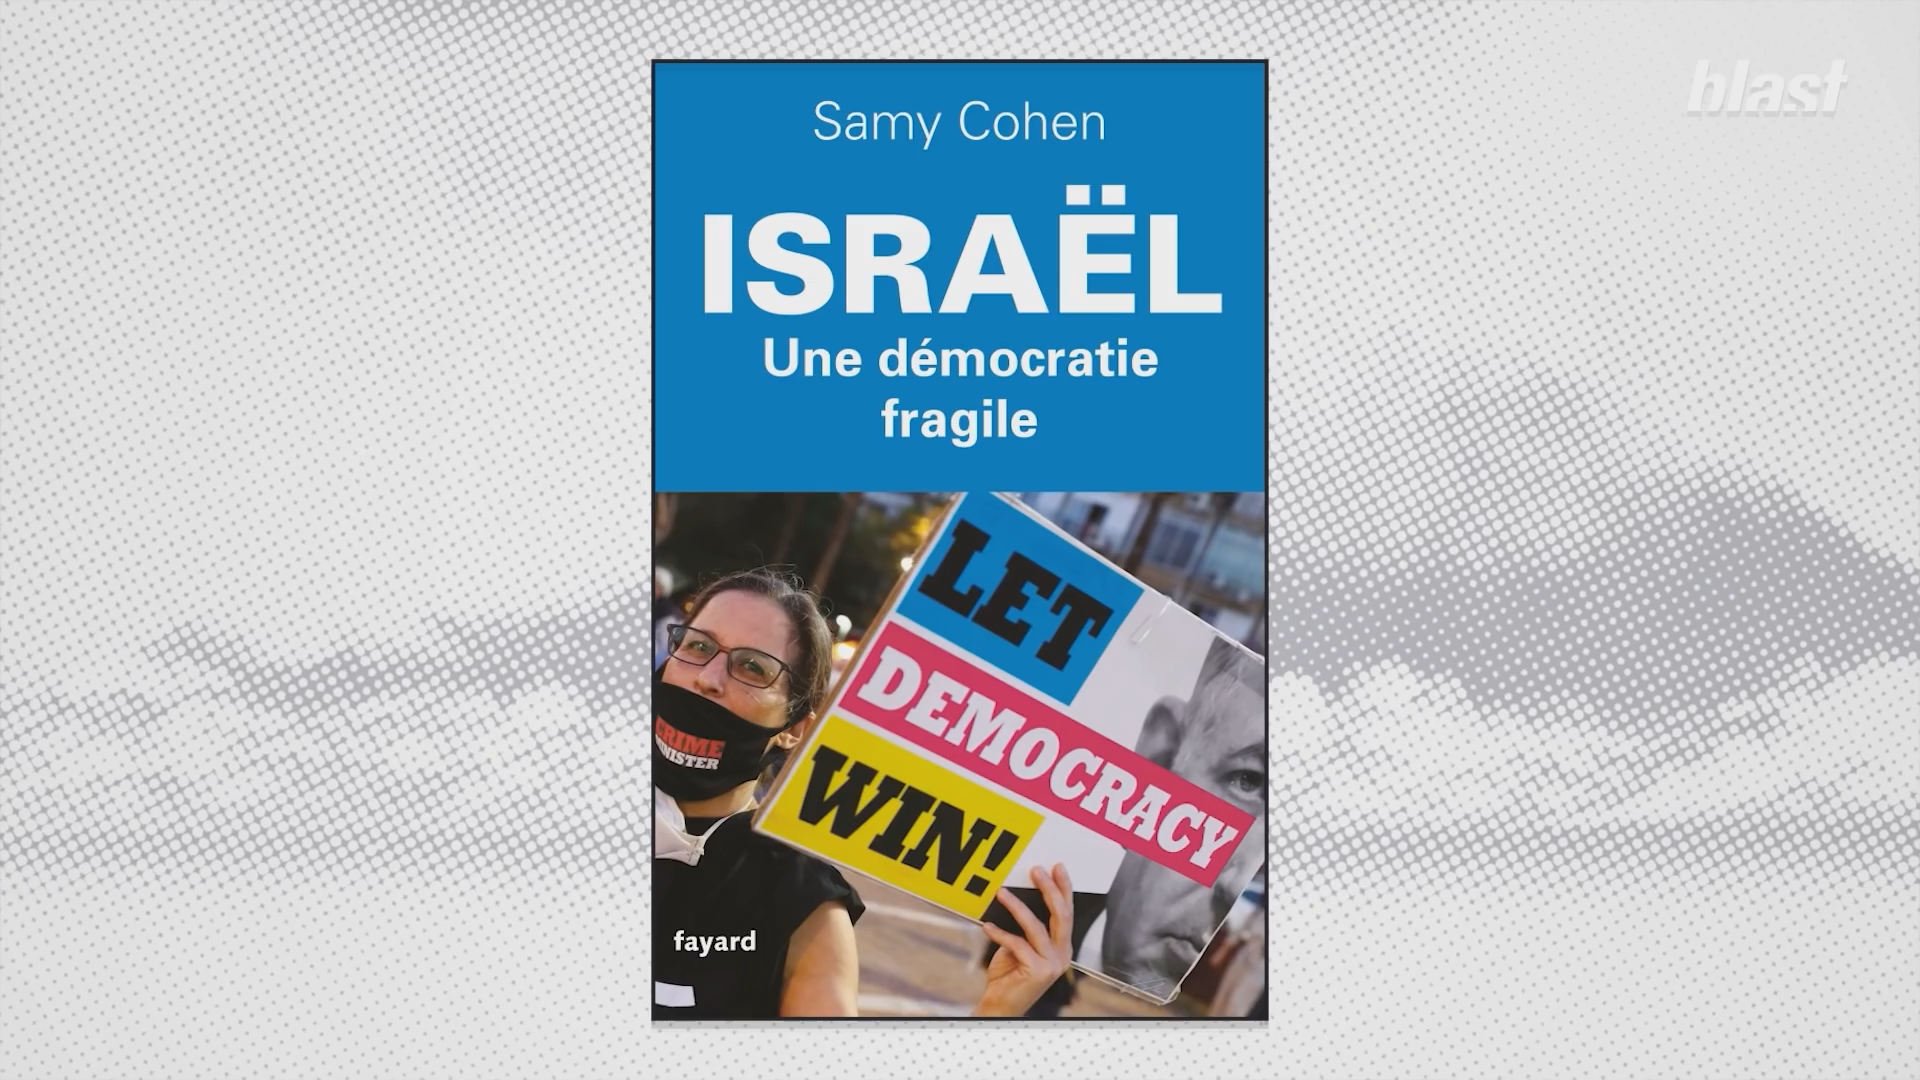 blast
Samy Cohen
ISRAËL
Une démocratie
fragile
LET
DEMOCRACY
WIN!
CRIME
MINISTER
fayard